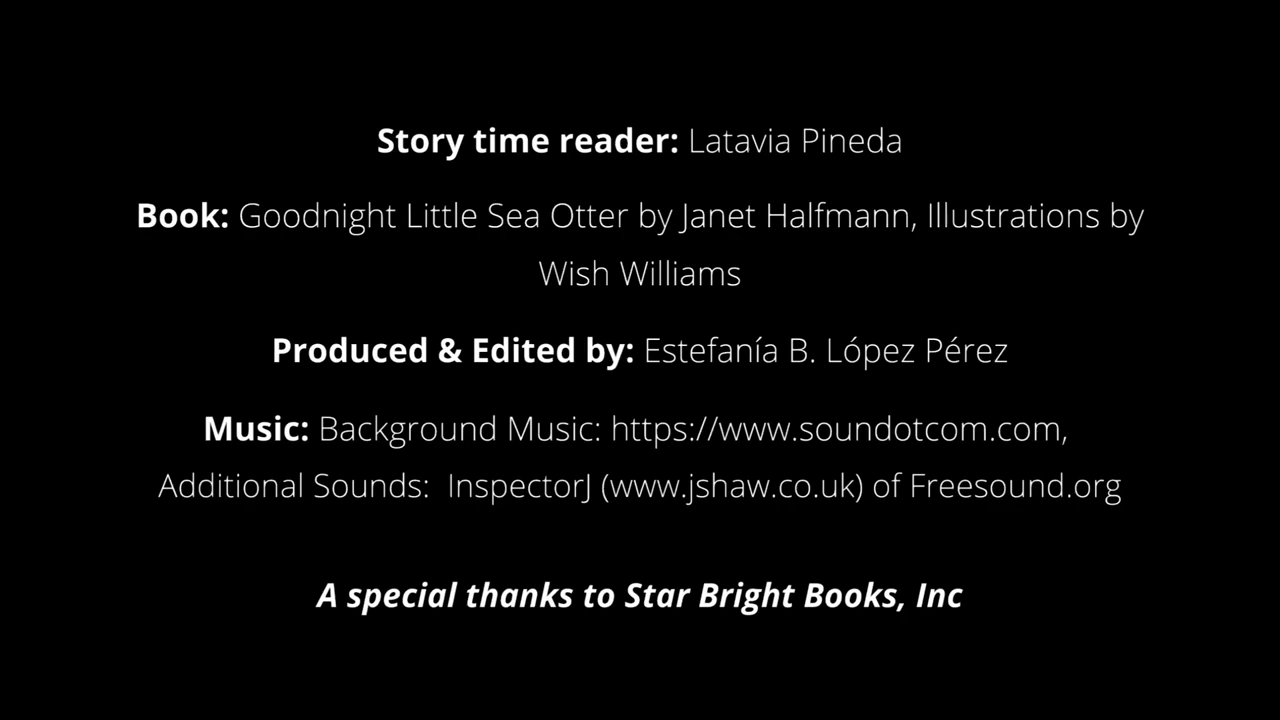 Story time reader: Latavia Pineda
Book: Goodnight Little Sea Otter by Janet Halfmann, Illustrations by
Wish Williams
Produced & Edited by: Estefanía B. López Pérez
Music: Background Music: https://www.soundotcom.com,
Additional Sounds:  InspectorJ (www.jshaw.co.uk) of Freesound.org
A special thanks to Star Bright Books, Inc